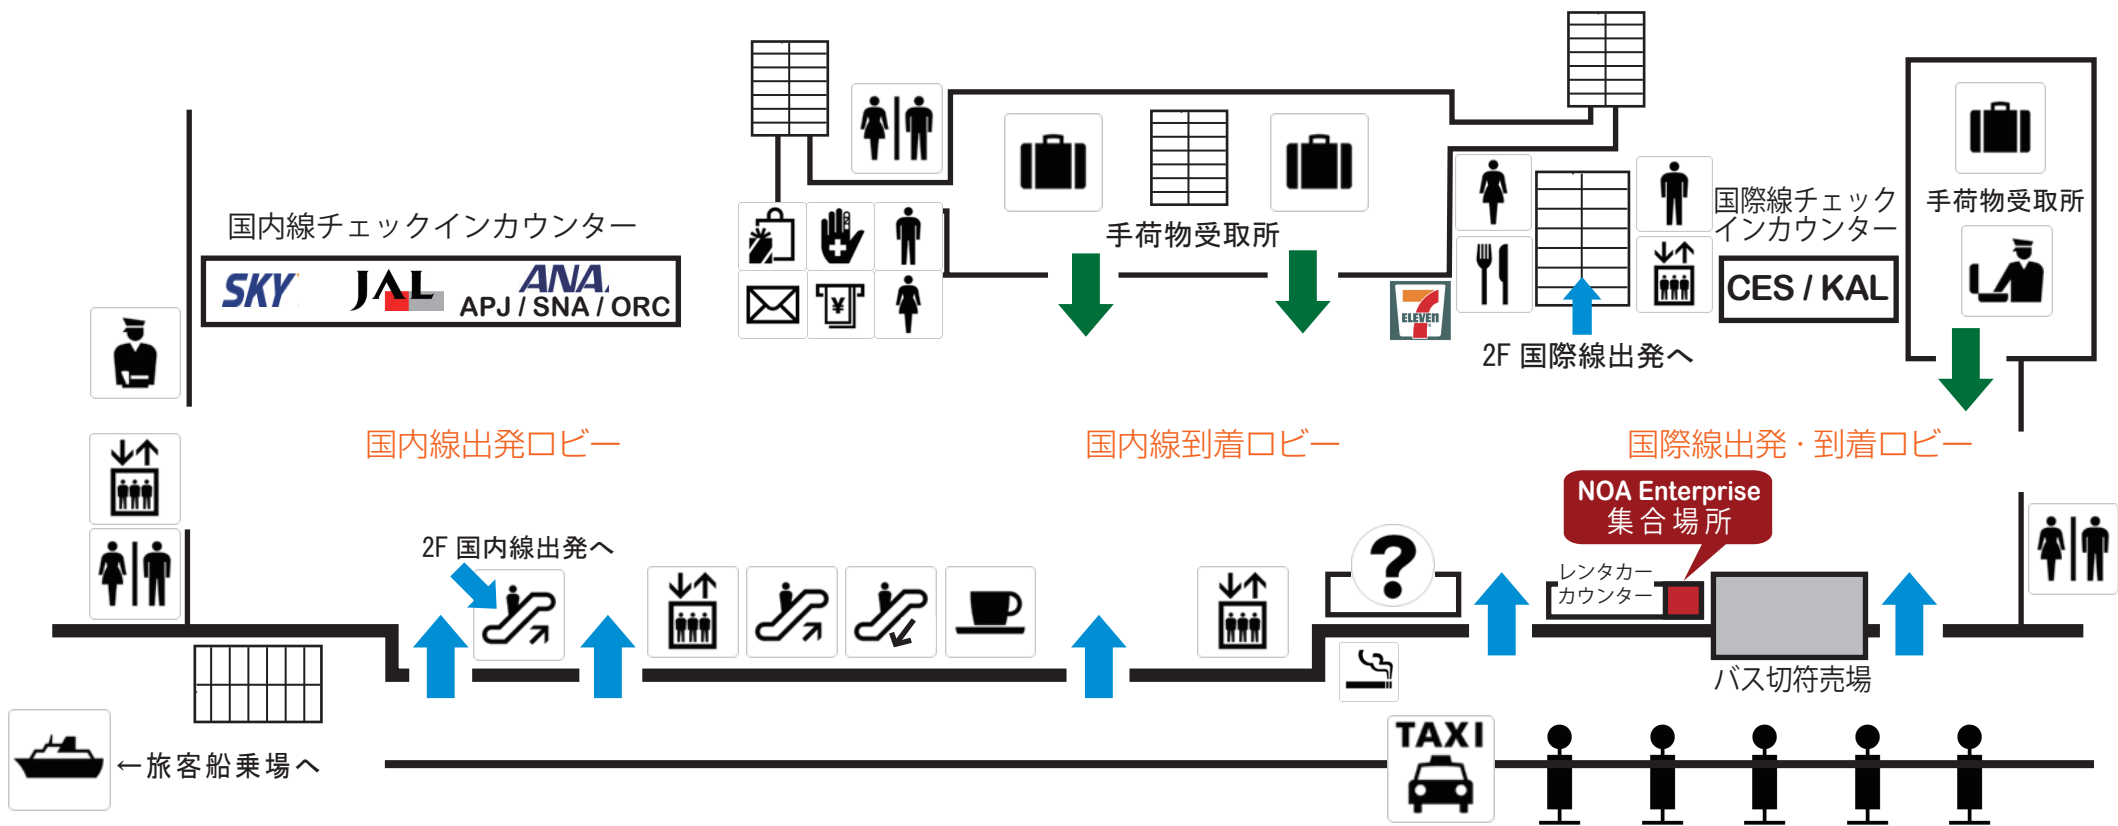 国内線チェックインカウンター
SKY
JAL
ANA
APJ / SNA / ORC
¥
手荷物受取所
7
ELEVEN
2F 国際線出発へ
国際線チェック
インカウンター
CES / KAL
手荷物受取所
国内線出発ロビー
国内線到着ロビー
国際線出発・到着ロビー
NOA Enterprise
集合場所
2F 国内線出発へ
?
レンタカー
カウンター
バス切符売場
←旅客船乗場へ
TAXI